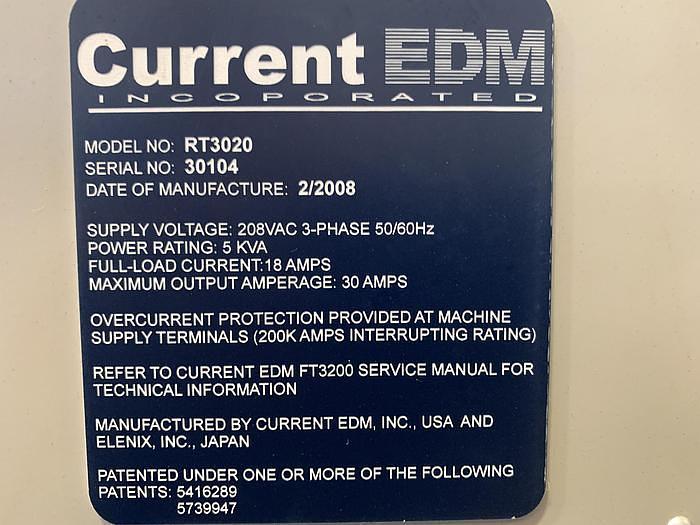 Current EDM
INCORPORATED
MODEL NO: RT3020
SERIAL NO: 30104
DATE OF MANUFACTURE: 2/2008
SUPPLY VOLTAGE: 208VAC 3-PHASE 50/60Hz
POWER RATING: 5 KVA
FULL-LOAD CURRENT:18 AMPS
MAXIMUM OUTPUT AMPERAGE: 30 AMPS
OVERCURRENT PROTECTION PROVIDED AT MACHINE
SUPPLY TERMINALS (200K AMPS INTERRUPTING RATING)
REFER TO CURRENT EDM FT3200 SERVICE MANUAL FOR
TECHNICAL INFORMATION
MANUFACTURED BY CURRENT EDM, INC., USA AND
ELENIX, INC., JAPAN
PATENTED UNDER ONE OR MORE OF THE FOLLOWING
PATENTS: 5416289
5739947